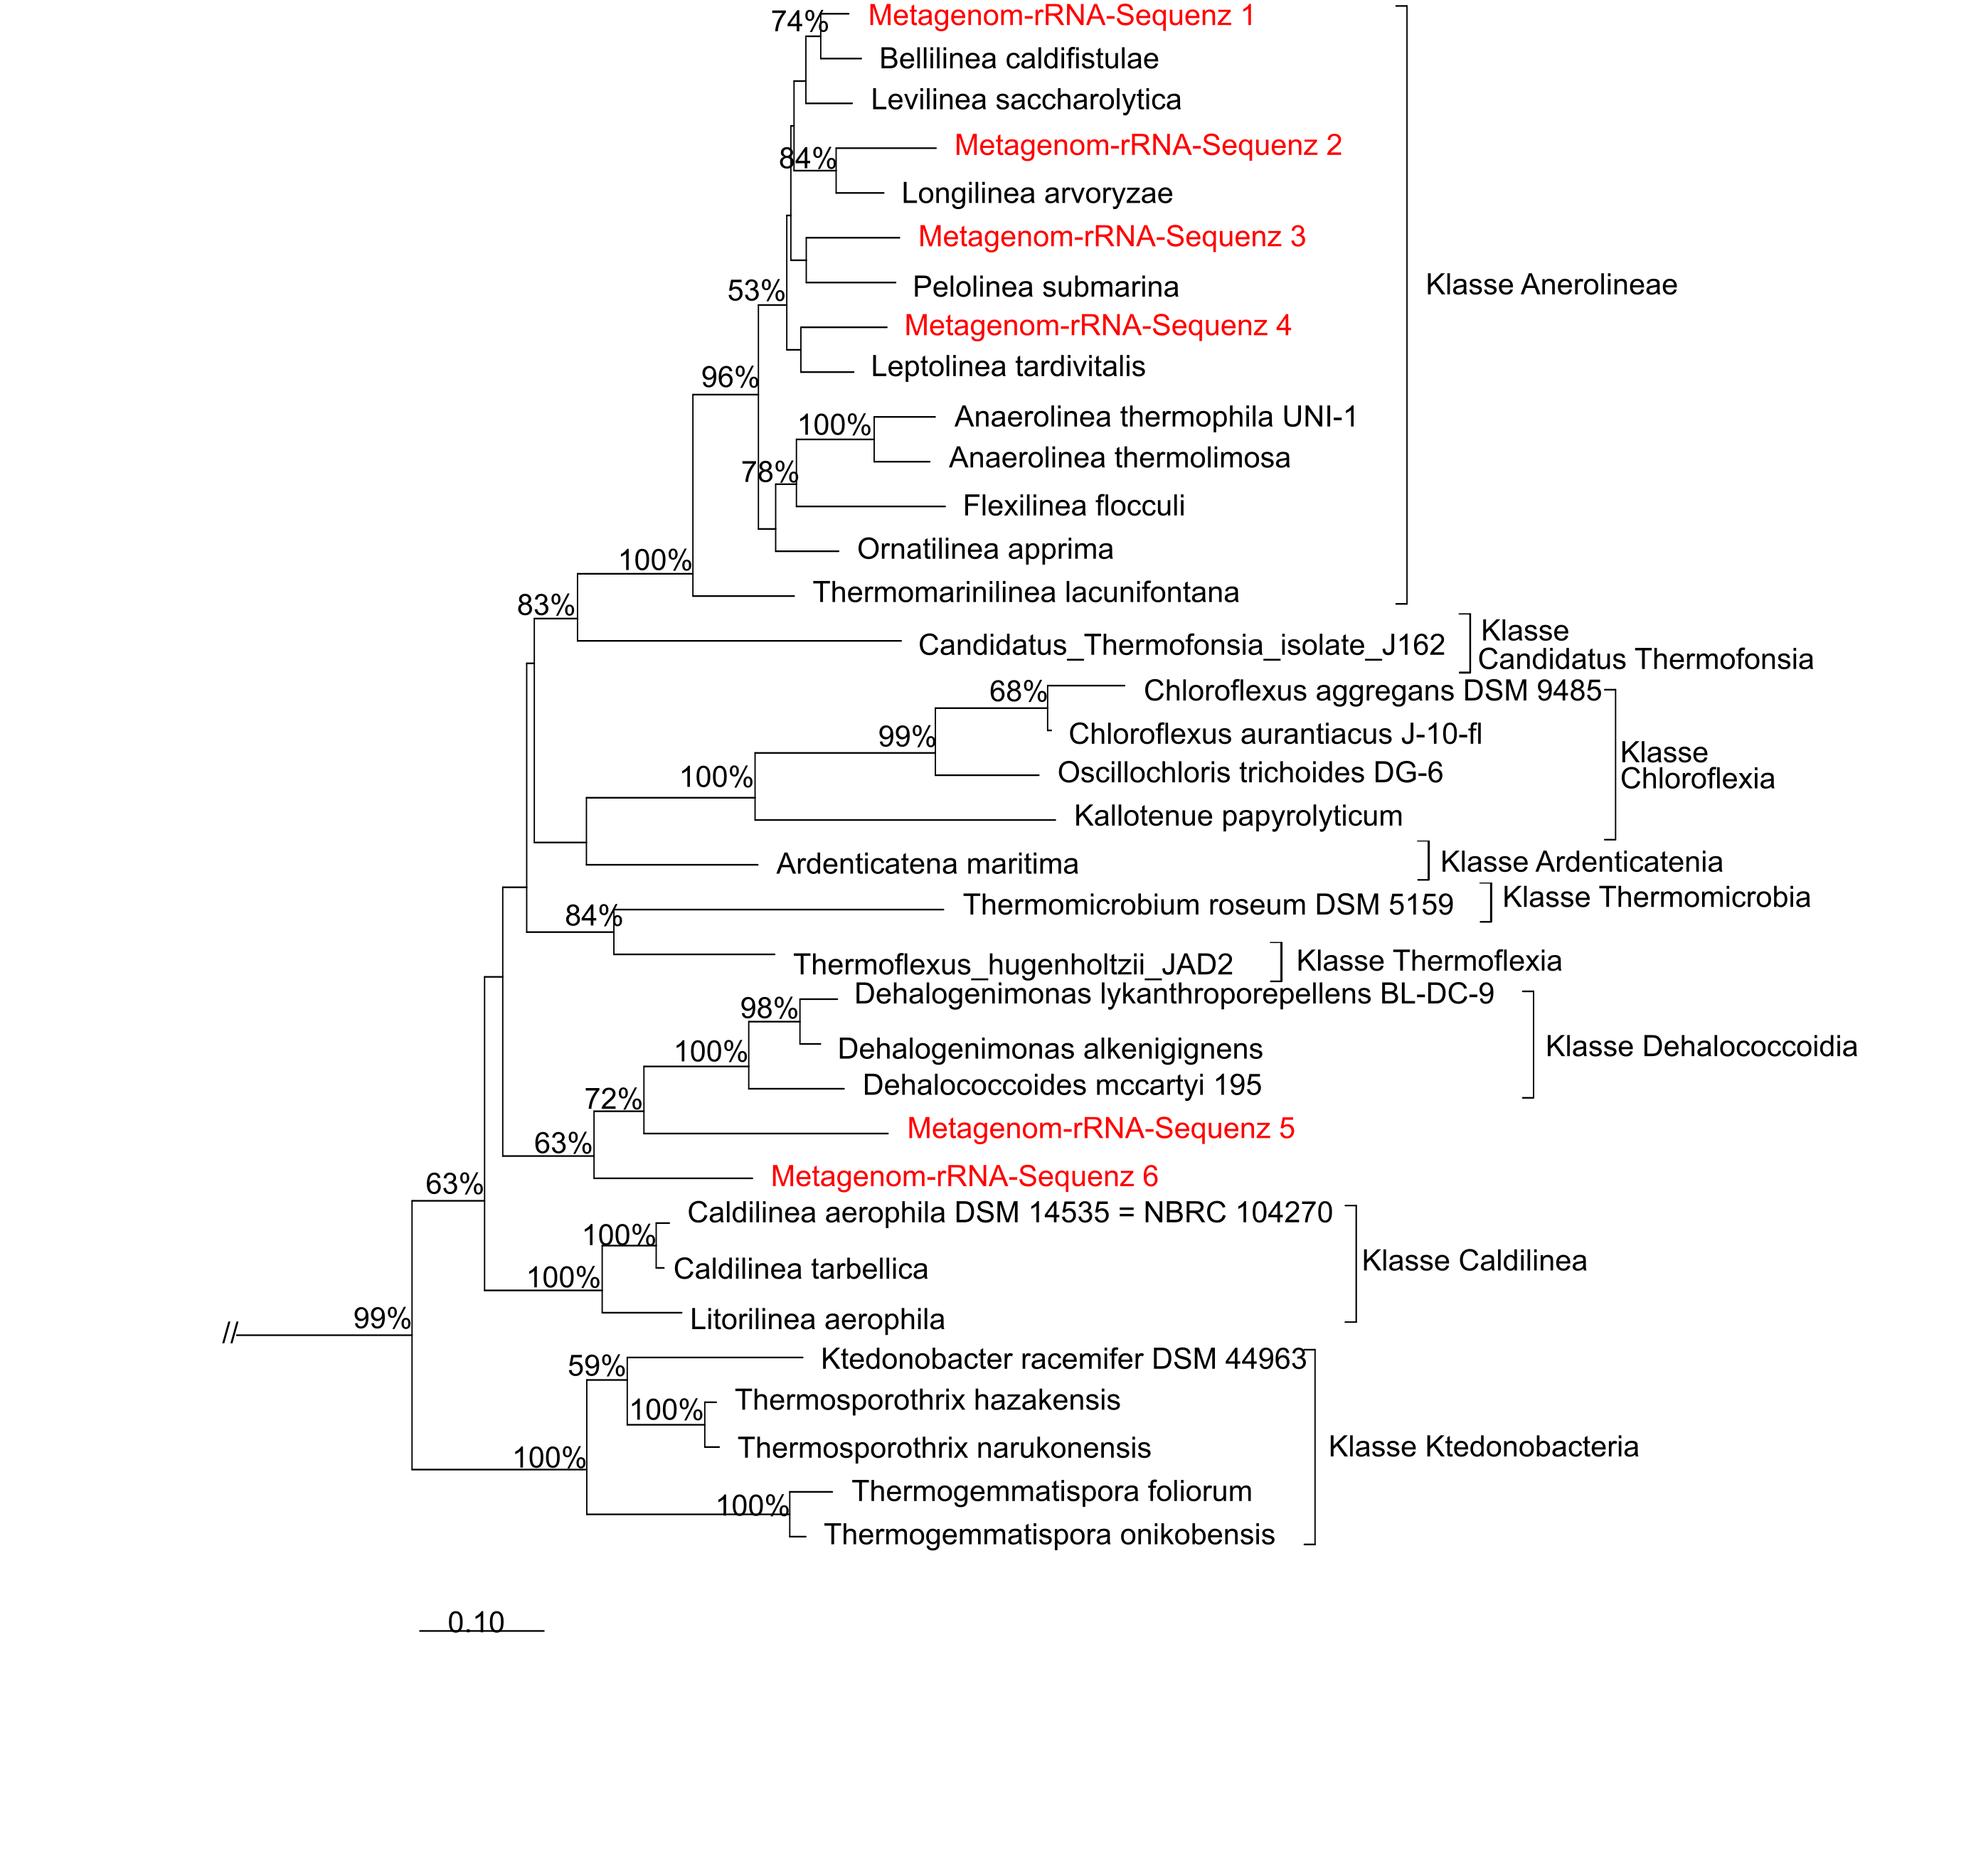 74%
Metagenom-rRNA-Sequenz 1
Bellilinea caldifistulae
Levilinea saccharolytica
Metagenom-rRNA-Sequenz 2
84%
Longilinea arvoryzae
Metagenom-rRNA-Sequenz 3
Pelolinea submarina
Klasse Anerolineae
53%
Metagenom-rRNA-Sequenz 4
Leptolinea tardivitalis
96%
Anaerolinea thermophila UNI-1
100%
Anaerolinea thermolimosa
78%
Flexilinea flocculi
Ornatilinea apprima
100%
Thermomarinilinea lacunifontana
83%
Candidatus_Thermofonsia_isolate_J162
Klasse
Candidatus Thermofonsia
68%
Chloroflexus aggregans DSM 9485
Chloroflexus aurantiacus J-10-fl
99%
Klasse
Chloroflexia
Oscillochloris trichoides DG-6
100%
Kallotenue papyrolyticum
Ardenticatena maritima
Klasse Ardenticatenia
Thermomicrobium roseum DSM 5159
Klasse Thermomicrobia
84%
Thermoflexus_hugenholtzii_JAD2
Klasse Thermoflexia
Dehalogenimonas lykanthroporepellens BL-DC-9
98%
Dehalogenimonas alkenigignens
Klasse Dehalococcoidia
100%
Dehalococcoides mccartyi 195
72%
Metagenom-rRNA-Sequenz 5
63%
Metagenom-rRNA-Sequenz 6
63%
Caldilinea aerophila DSM 14535 = NBRC 104270
100%
Caldilinea tarbellica
Klasse Caldilinea
100%
Litorilinea aerophila
99%
//
Ktedonobacter racemifer DSM 44963
59%
Thermosporothrix hazakensis
100%
Thermosporothrix narukonensis
Klasse Ktedonobacteria
100%
Thermogemmatispora foliorum
100%
Thermogemmatispora onikobensis
0.10